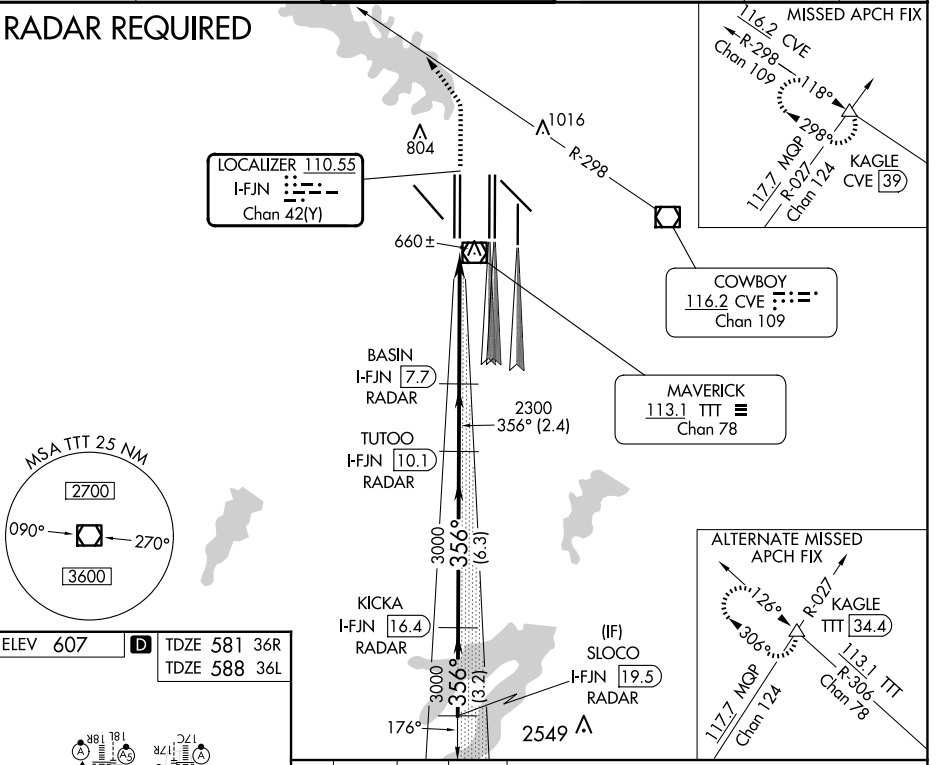 RADAR REQUIRED
MISSED APCH FIX
116.2 CVE
R-298
Chan 109
118°
298°
117.7 MQP
R-027
Chan 124
KAGLE
CVE 39
1016
804
R-298
LOCALIZER 110.55
I-FJN
Chan 42(Y)
660 ±
COWBOY
116.2 CVE
Chan 109
BASIN
I-FJN 7.7
RADAR
MAVERICK
113.1 TTT
Chan 78
2300
356° (2.4)
TUTOO
I-FJN 10.1
RADAR
MSA TTT 25 NM
2700
090°
270°
3600
3000
356°
(6.3)
ALTERNATE MISSED
APCH FIX
126°
306°
R-027
KAGLE
TTT 34.4
117.7 MQP
Chan 124
113.1 TTT
R-306
Chan 78
KICKA
I-FJN 16.4
RADAR
(IF)
SLOCO
I-FJN 19.5
RADAR
3000
356°
(3.2)
176°
2549
ELEV 607
D
TDZE 581 36R
TDZE 588 36L
18R
18L
17R
17C
A
A5
A